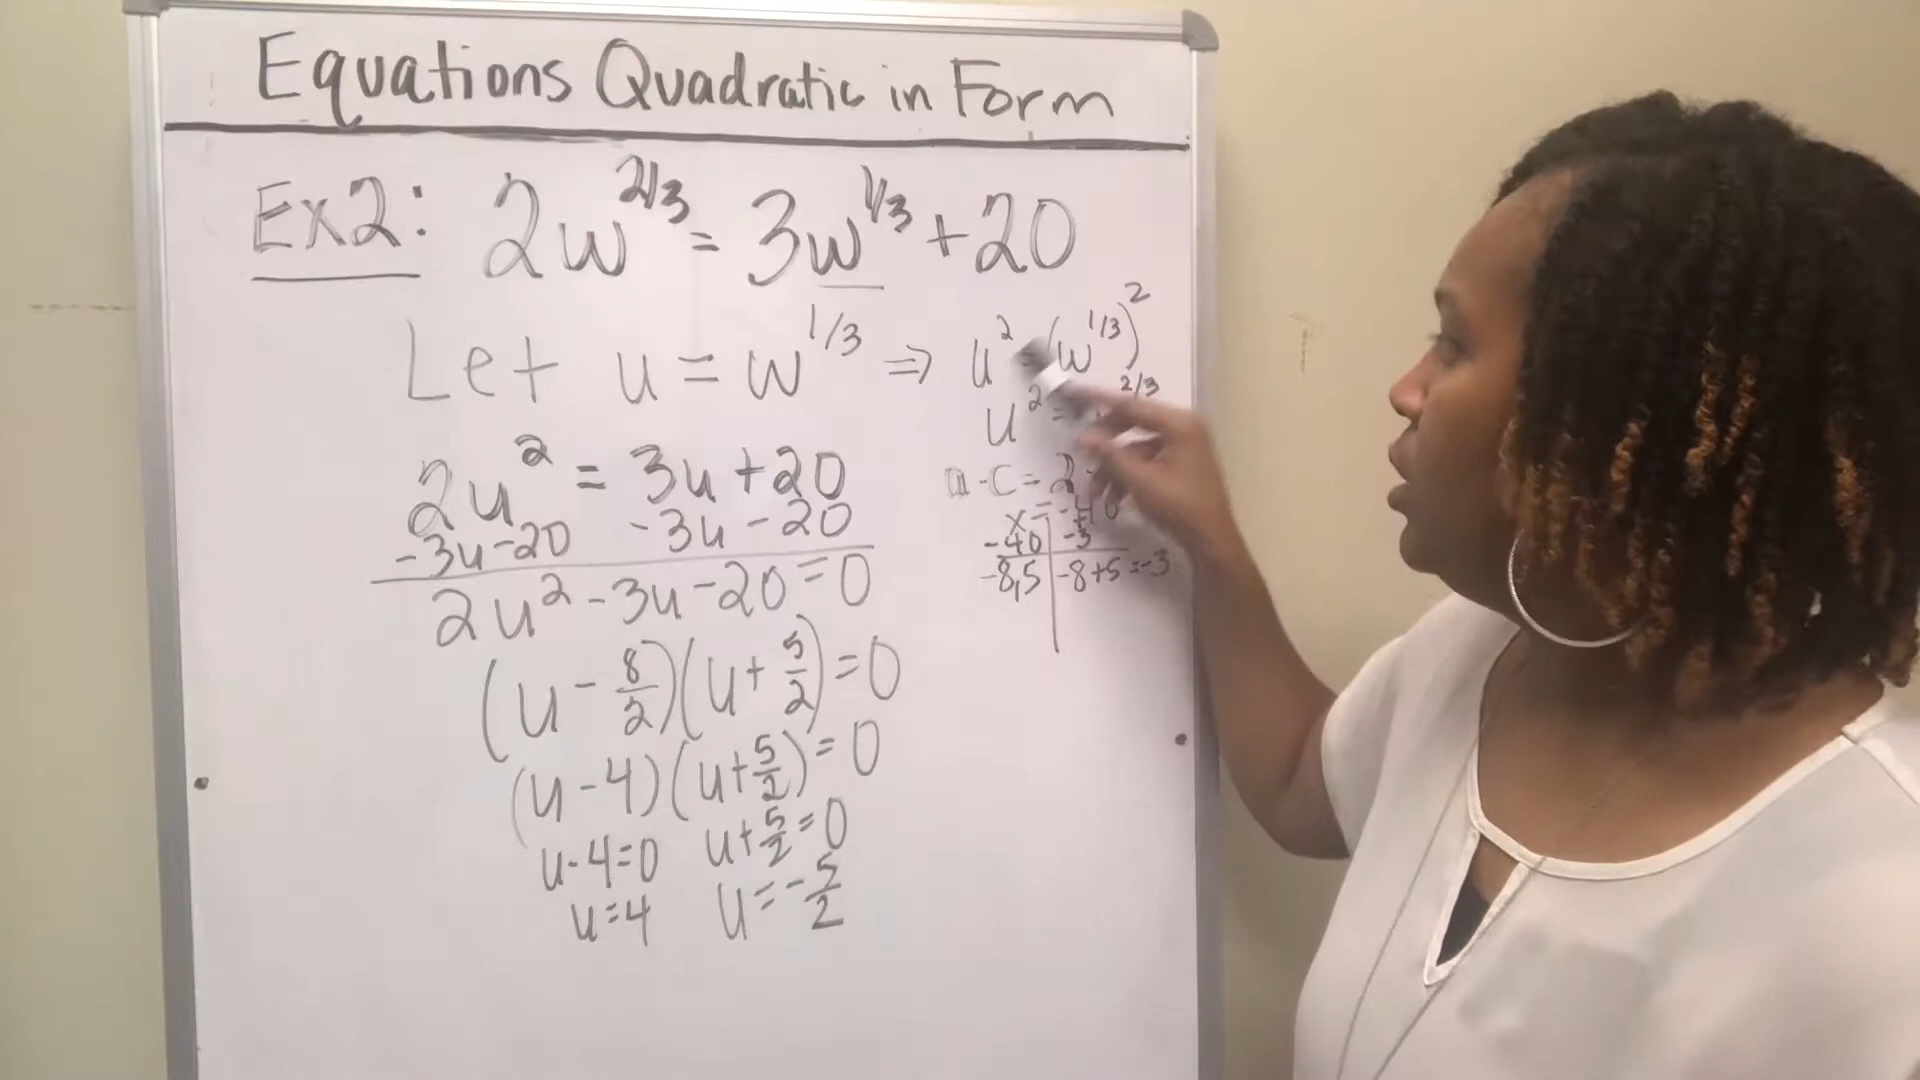 Equations Quadratic in Form
Ex2: 2w^2/3 = 3w^1/3 + 20
Let u = w^1/3 ⇒ u^2 = (w^1/3)^2
u^2 = 2/3
2u^2 = 3u + 20
-3u-20 -3u-20
2u^2 - 3u - 20 = 0
(u - 8/2)(u + 5/2) = 0
(u - 4)(u + 5/2) = 0
u - 4 = 0 u + 5/2 = 0
u = 4 u = -5/2
a·c = 2
= -40
x +
-40 -3
-8,5 -8+5=-3